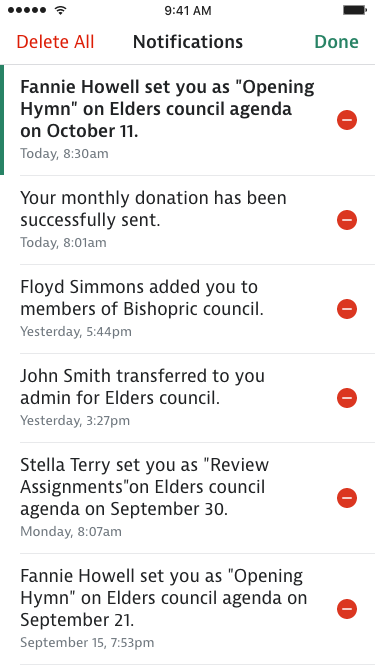 9:41 AM
Delete All Notifications Done
Fannie Howell set you as "Opening
Hymn" on Elders council agenda
on October 11.
Today, 8:30am
Your monthly donation has been
successfully sent.
Today, 8:01am
Floyd Simmons added you to
members of Bishopric council.
Yesterday, 5:44pm
John Smith transferred to you
admin for Elders council.
Yesterday, 3:27pm
Stella Terry set you as "Review
Assignments"on Elders council
agenda on September 30.
Monday, 8:07am
Fannie Howell set you as "Opening
Hymn" on Elders council agenda on
September 21.
September 15, 7:53pm